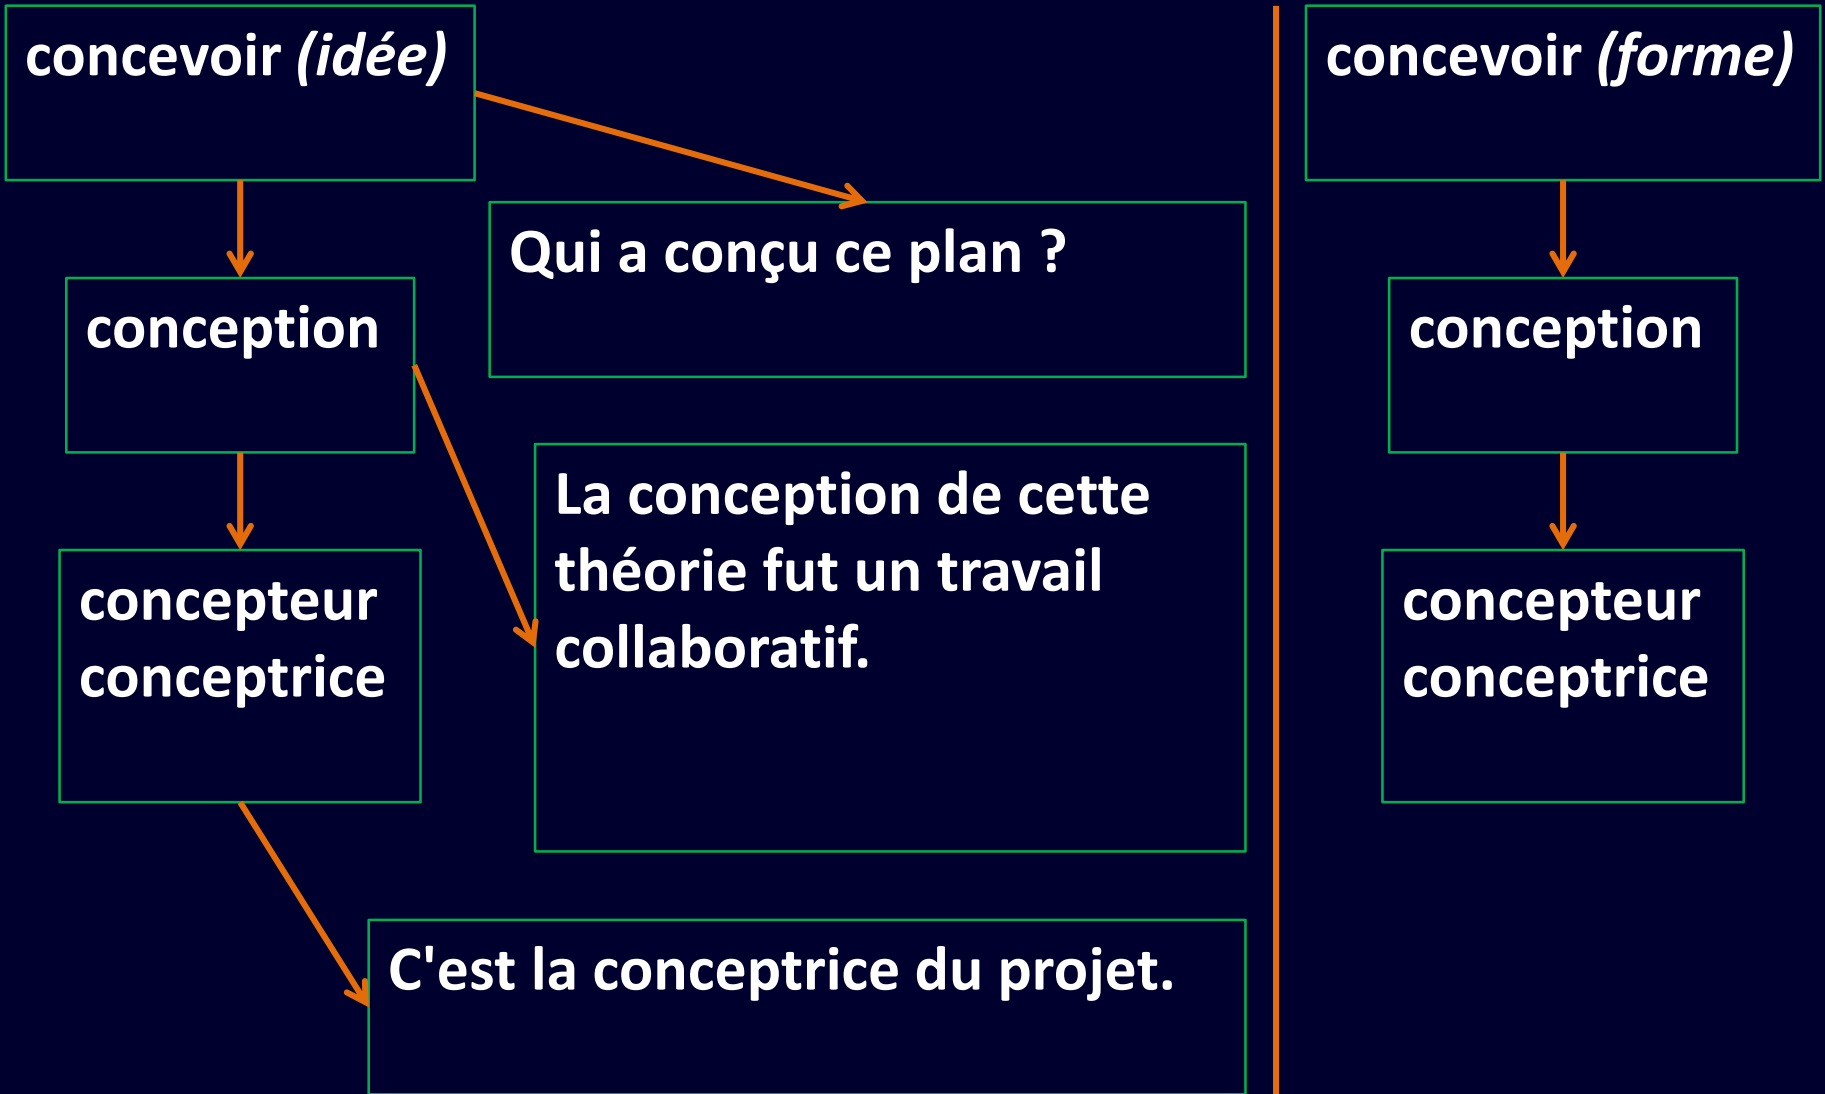 concevoir (idée)
Qui a conçu ce plan ?
conception
La conception de cette
théorie fut un travail
collaboratif.
concepteur
conceptrice
C'est la conceptrice du projet.
concevoir (forme)
conception
concepteur
conceptrice